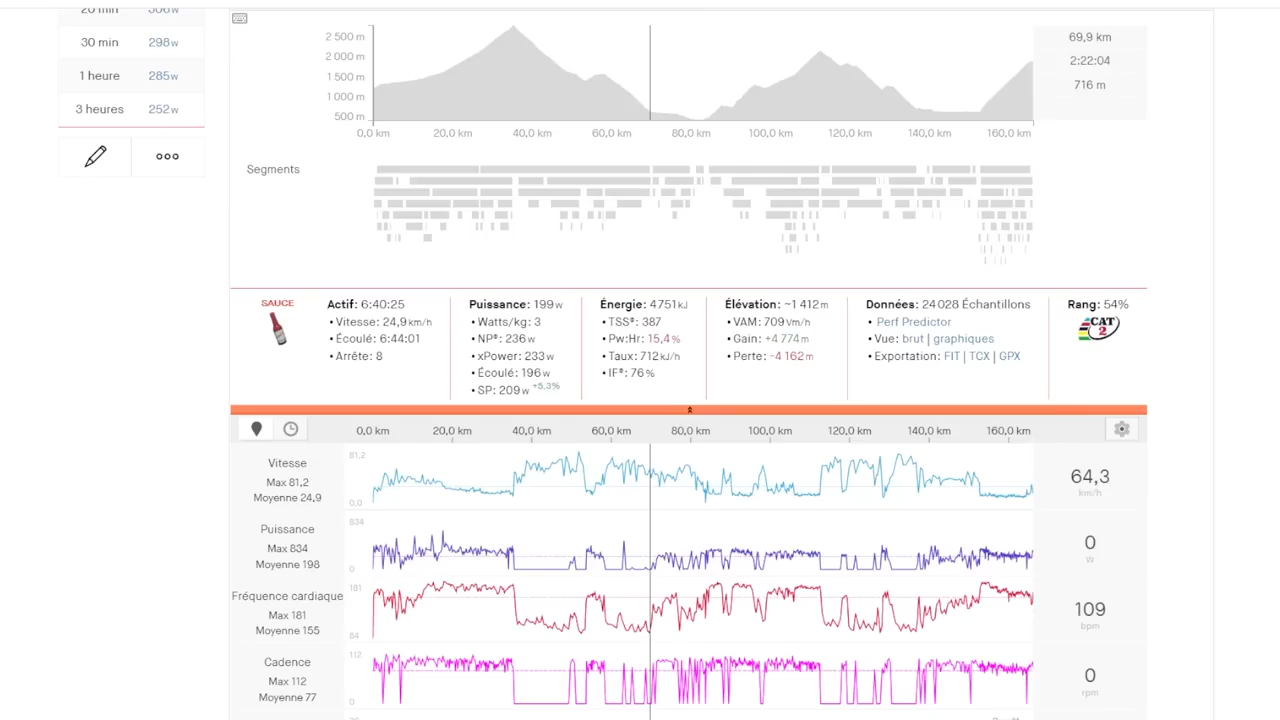 20 min 306w
30 min 298w
1 heure 285w
3 heures 252w
2 500 m
2 000 m
1 500 m
1 000 m
500 m
0,0 km 20,0 km 40,0 km 60,0 km 80,0 km 100,0 km 120,0 km 140,0 km 160,0 km
69,9 km
2:22:04
716 m
Segments
SAUCE
Actif: 6:40:25
• Vitesse: 24,9km/h
• Écoulé: 6:44:01
• Arrête: 8
Puissance: 199w
• Watts/kg: 3
• NP®: 236w
• xPower: 233w
• Écoulé: 196w
• SP: 209w +5,3%
Énergie: 4751kJ
• TSS®: 387
• Pw:Hr: 15,4%
• Taux: 712kJ/h
• IF®: 76%
Élévation: ~1 412m
• VAM: 709Vm/h
• Gain: +4 774m
• Perte: -4 162m
Données: 24 028 Échantillons
• Perf Predictor
• Vue: brut | graphiques
• Exportation: FIT | TCX | GPX
Rang: 54%
CAT 2
0,0 km 20,0 km 40,0 km 60,0 km 80,0 km 100,0 km 120,0 km 140,0 km 160,0 km
Vitesse
Max 81,2
Moyenne 24,9
81,2
0,0
64,3
km/h
Puissance
Max 834
Moyenne 198
834
0
0
w
Fréquence cardiaque
Max 181
Moyenne 155
181
64
109
bpm
Cadence
Max 112
Moyenne 77
112
0
0
rpm